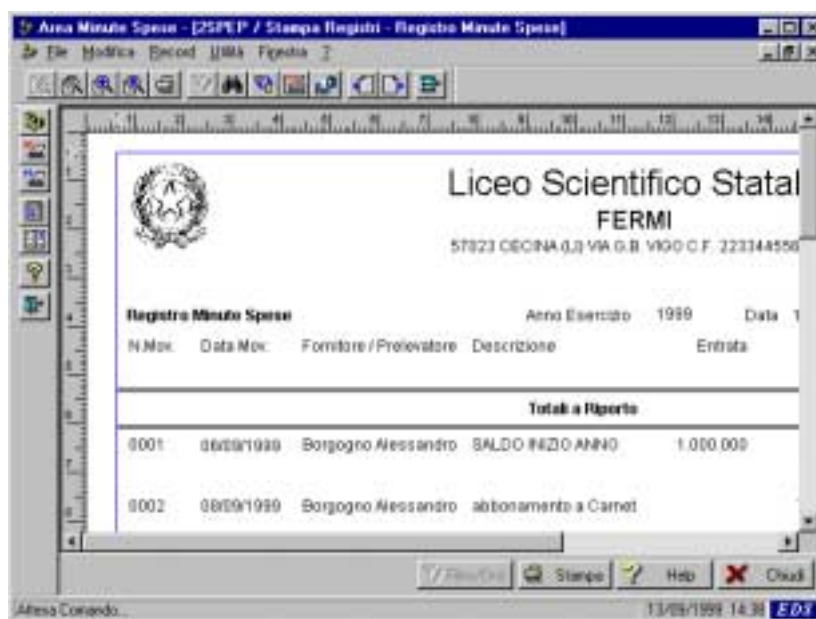 Area Minute Spese - [2SPEP / Stampa Registri - Registro Minute Spese]
File Modifica Record Utilità Finestra ?
Liceo Scientifico Statal
FERMI
57023 CECINA (LI) VIA G.B. VIGO C.F. 223344556
Registro Minute Spese Anno Esercizio 1999 Data 1
N.Mov. Data Mov. Fornitore / Prelevatore Descrizione Entrata
Totali a Riporto
0001 Borgogno Alessandro SALDO INIZIO ANNO 1.000.000
0002 08/09/1999 Borgogno Alessandro abbonamento a Carnet
Stampa Help Chiudi
Attesa Comando... 13/09/1999 14:38 EDS